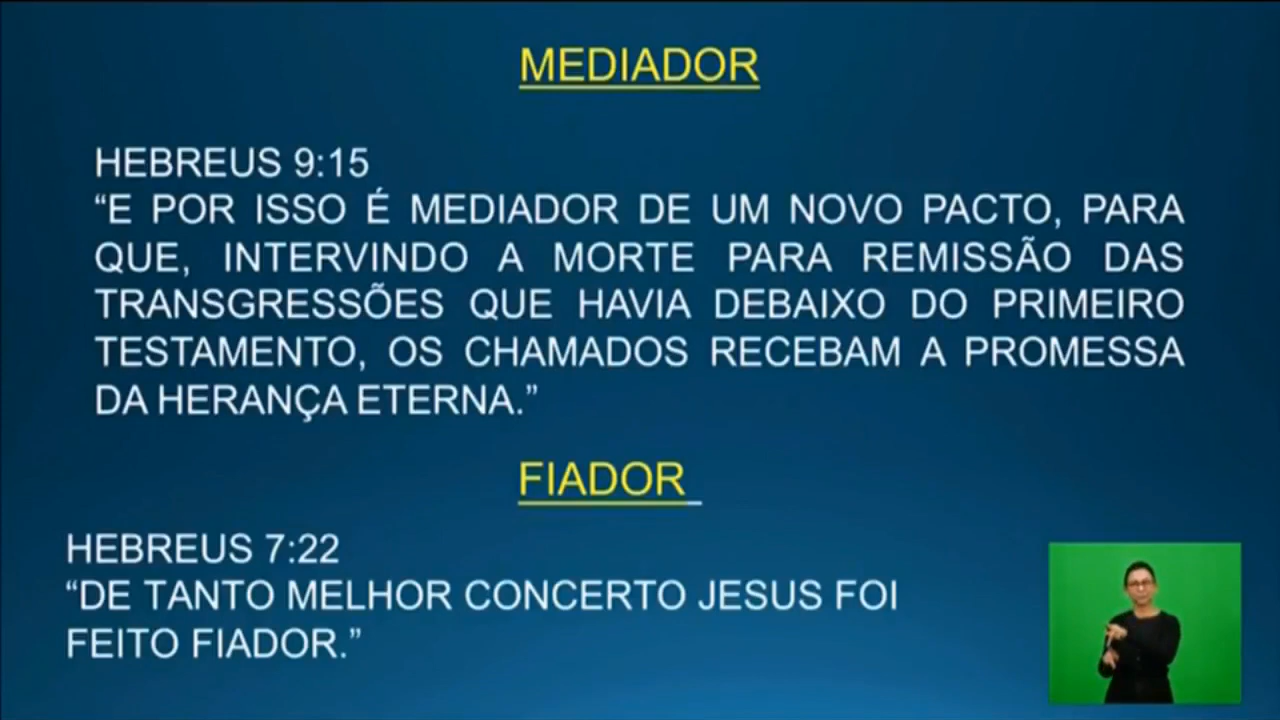 MEDIADOR
HEBREUS 9:15
“E POR ISSO É MEDIADOR DE UM NOVO PACTO, PARA
QUE, INTERVINDO A MORTE PARA REMISSÃO DAS
TRANSGRESSÕES QUE HAVIA DEBAIXO DO PRIMEIRO
TESTAMENTO, OS CHAMADOS RECEBAM A PROMESSA
DA HERANÇA ETERNA.”
FIADOR
HEBREUS 7:22
“DE TANTO MELHOR CONCERTO JESUS FOI
FEITO FIADOR.”